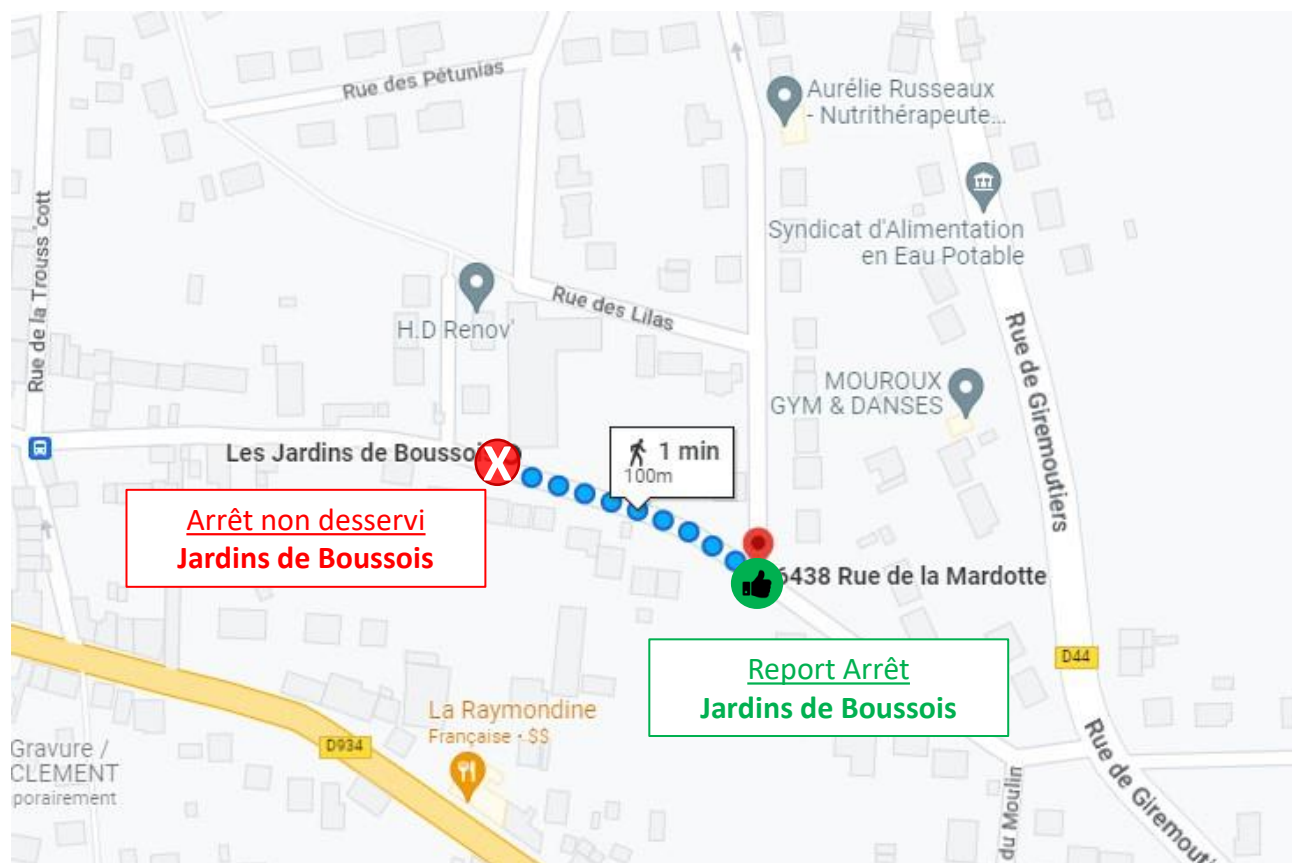 Rue des Pétunias
Aurélie Russeaux
- Nutrithérapeute...
Rue de la Trouss 'cott
Syndicat d'Alimentation
en Eau Potable
Rue des Lilas
H.D Renov'
Rue de Giremoutiers
MOUROUX
GYM & DANSES
Les Jardins de Boussois
X
1 min
100m
Arrêt non desservi
Jardins de Boussois
6438 Rue de la Mardotte
Report Arrêt
Jardins de Boussois
D44
La Raymondine
Française · $$
D934
Gravure /
CLEMENT
porairement
du Moulin
Rue de Giremout